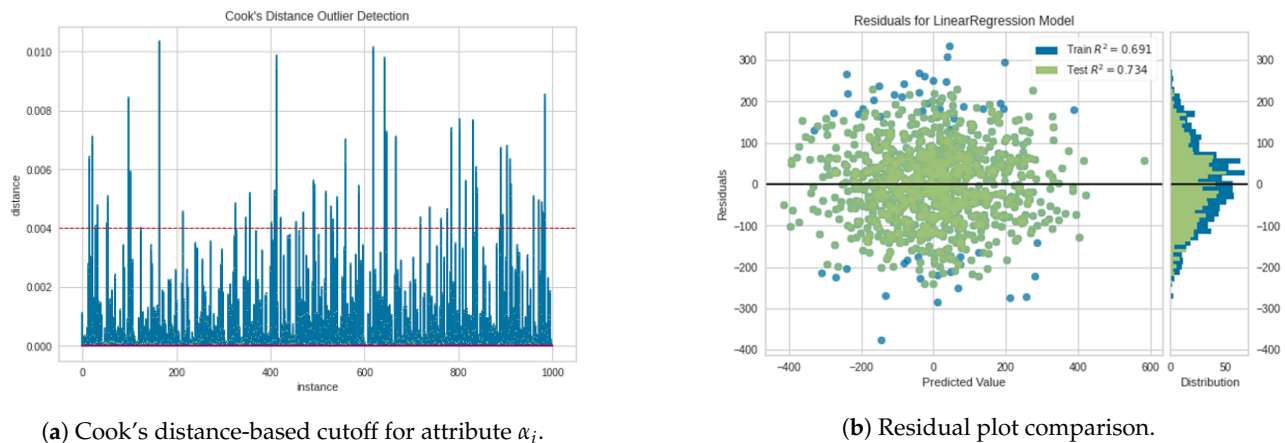 Cook's Distance Outlier Detection
0.010
0.008
0.006
0.004
0.002
0.000
distance
0 200 400 600 800 1000
instance
(a) Cook's distance-based cutoff for attribute αi.
Residuals for LinearRegression Model
Train R² = 0.691
Test R² = 0.734
300
200
100
0
−100
−200
−300
−400
Residuals
−400 −200 0 200 400 600
Predicted Value
300
200
100
0
−100
−200
−300
−400
50
Distribution
(b) Residual plot comparison.